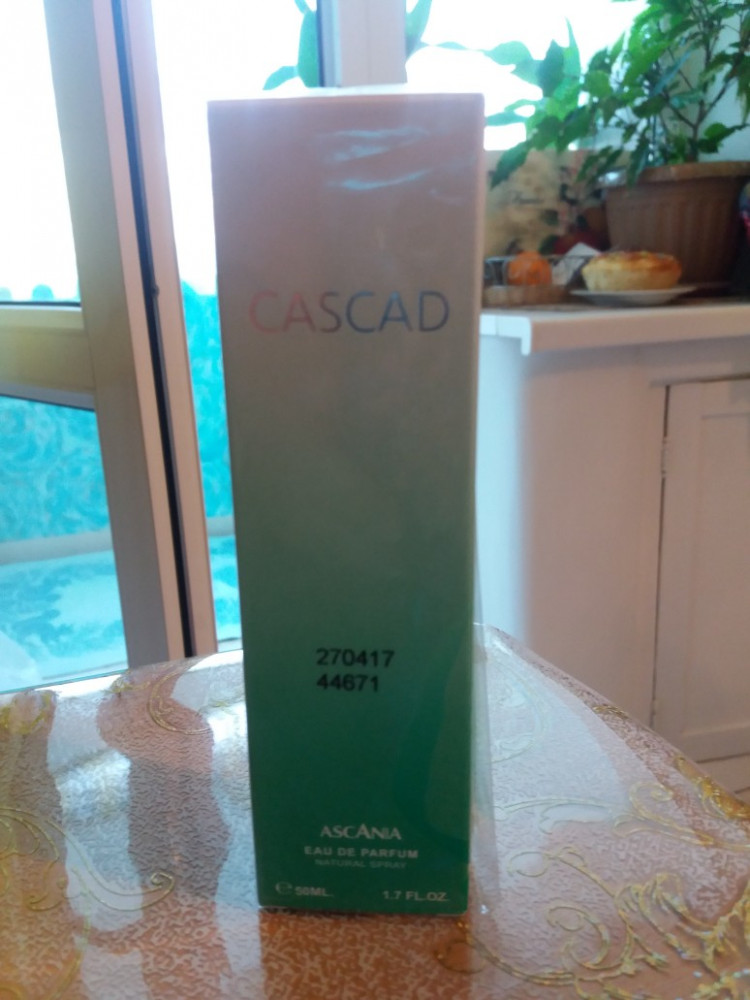 CASCAD
270417
44671
ASCANIA
EAU DE PARFUM
NATURAL SPRAY
℮ 50ML. 1.7 FL.OZ.